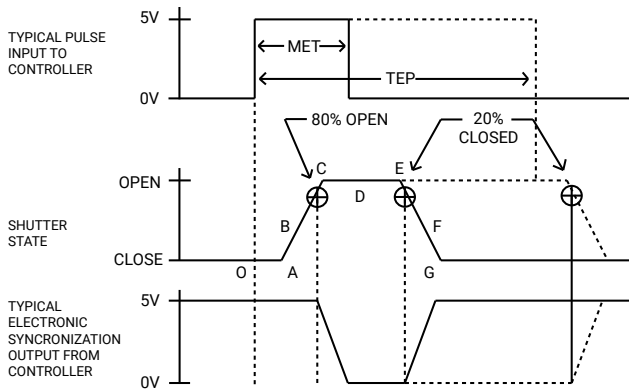 TYPICAL PULSE
INPUT TO
CONTROLLER
5V
0V
MET
TEP
80% OPEN
20%
CLOSED
SHUTTER
STATE
OPEN
CLOSE
O
A
B
C
D
E
F
G
TYPICAL
ELECTRONIC
SYNCRONIZATION
OUTPUT FROM
CONTROLLER
5V
0V